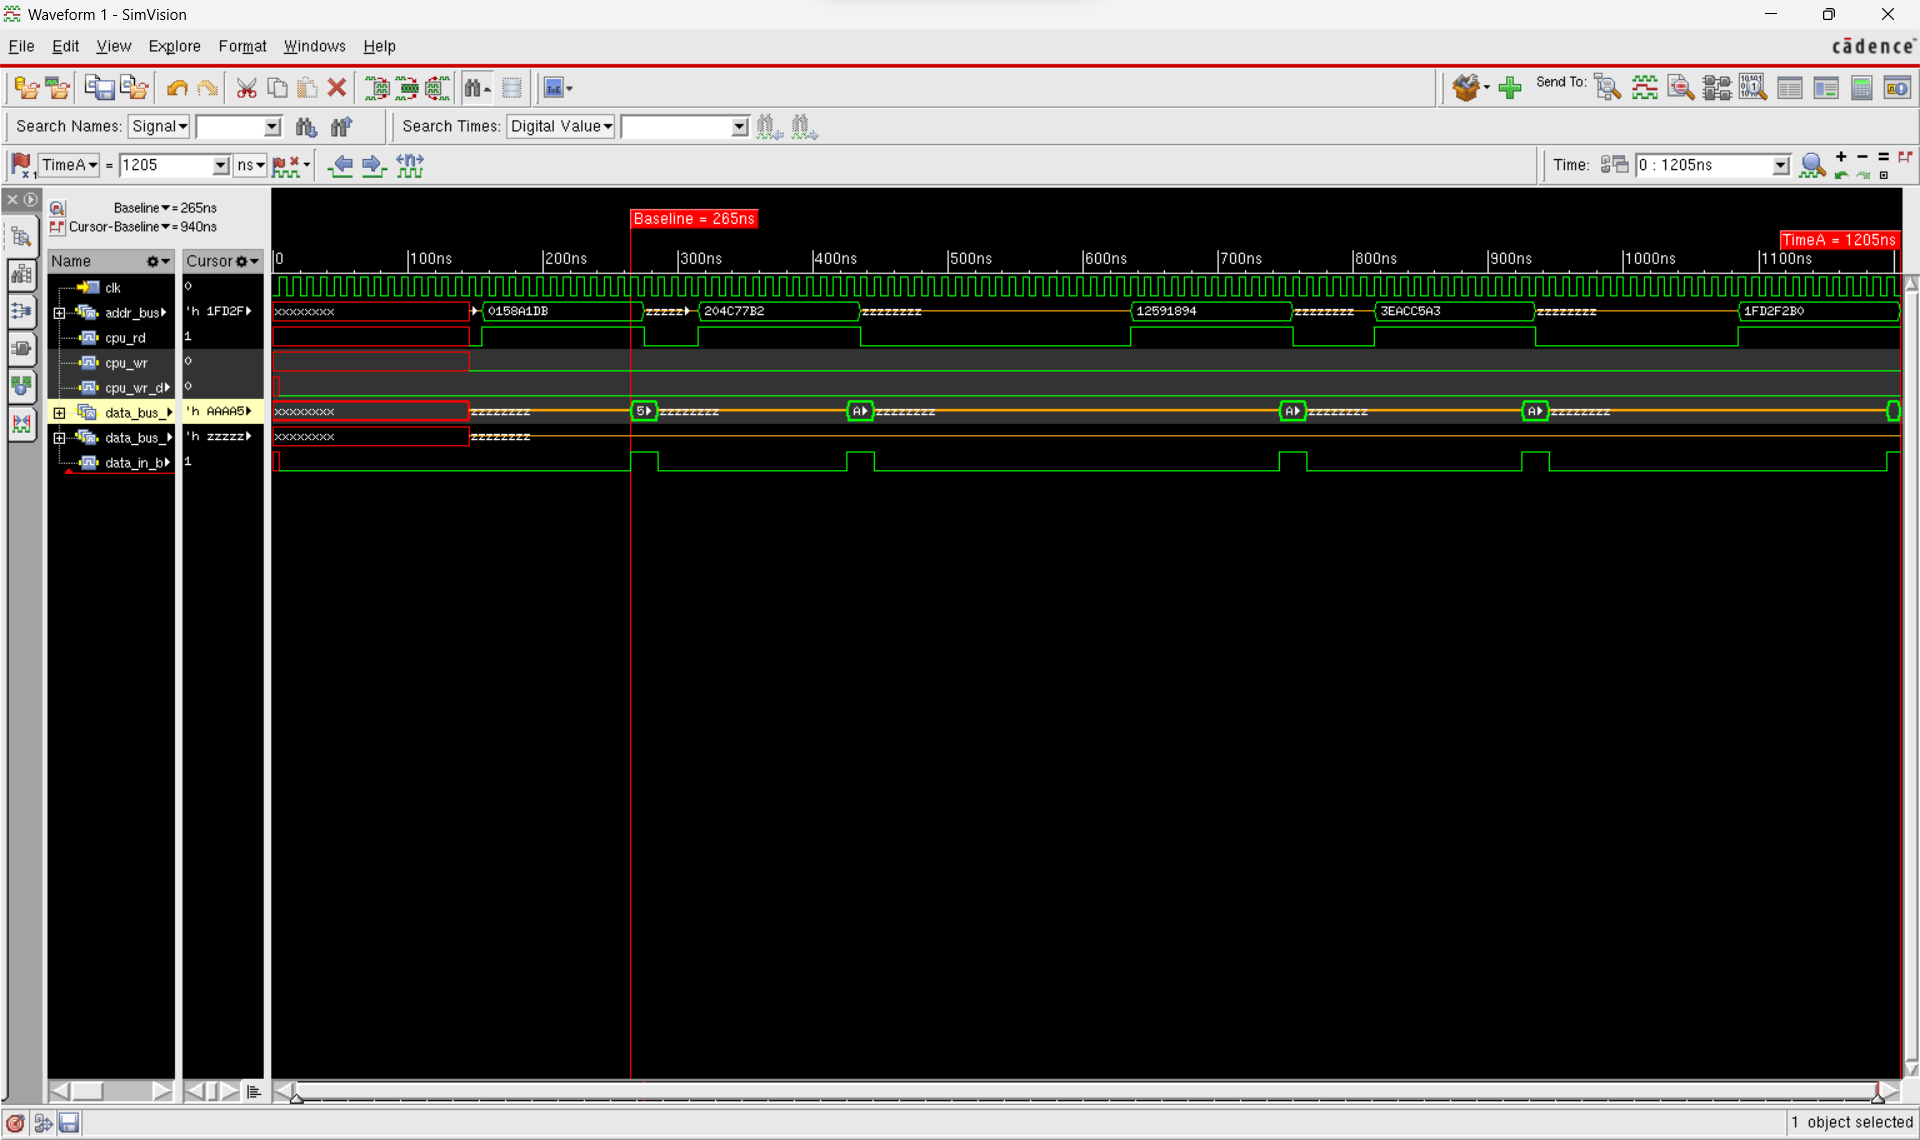 Waveform 1 - SimVision
File Edit View Explore Format Windows Help
cādence
Send To:
Search Names: Signal
Search Times: Digital Value
TimeA = 1205 ns
Time: 0 : 1205ns
Baseline = 265ns
Cursor-Baseline = 940ns
Baseline = 265ns
TimeA = 1205ns
Name Cursor
0 100ns 200ns 300ns 400ns 500ns 600ns 700ns 800ns 900ns 1000ns 1100ns
clk 0
addr_bus 'h 1FD2F xxxxxxxx 0158A1DB zzzzz 204C77B2 zzzzzzzz 12591894 zzzzzzzz 3EACC5A3 zzzzzzzz 1FD2F2B0
cpu_rd 1
cpu_wr 0
cpu_wr_d 0
data_bus_ 'h AAAA5 xxxxxxxx zzzzzzzz 5 zzzzzzzz A zzzzzzzz A zzzzzzzz A zzzzzzzz
data_bus_ 'h zzzzz xxxxxxxx zzzzzzzz
data_in_b 1
1 object selected